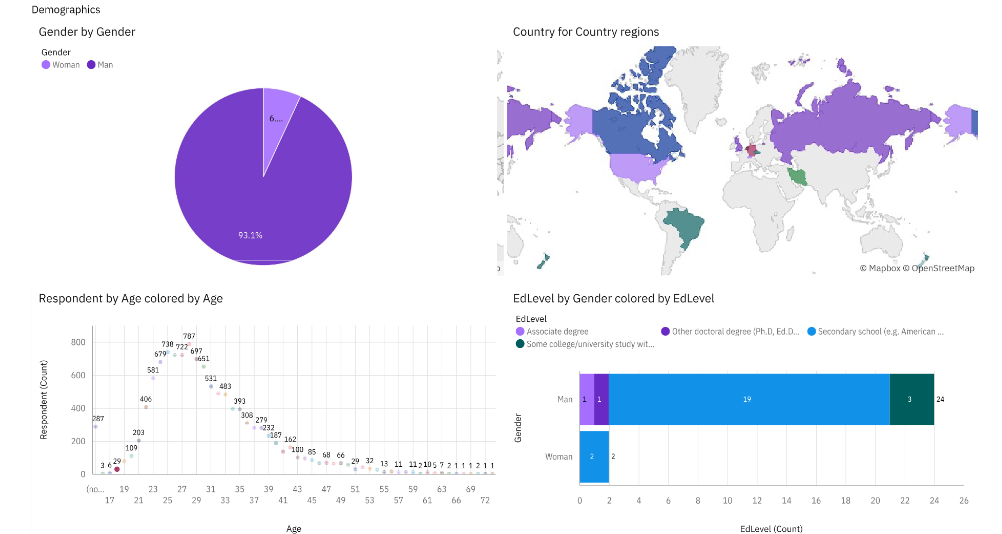 Demographics
Gender by Gender
Gender
Woman Man
6....
93.1%
Country for Country regions
© Mapbox © OpenStreetMap
Respondent by Age colored by Age
Respondent (Count)
800
600
400
200
0
287 3 6 29 109 203 406 581 679 738 722 787 697 651 531 483 393 308 279 232 187 162 100 85 68 66 29 32 13 11 11 2 10 5 7 2 1 1 1 2 1 1
(no... 19 23 27 31 35 39 43 47 51 55 59 63 69
17 21 25 29 33 37 41 45 49 53 57 61 66 72
Age
EdLevel by Gender colored by EdLevel
EdLevel
Associate degree Other doctoral degree (Ph.D, Ed.D... Secondary school (e.g. American ...
Some college/university study wit...
Gender
Man 1 1 19 3 24
Woman 2 2
0 2 4 6 8 10 12 14 16 18 20 22 24 26
EdLevel (Count)